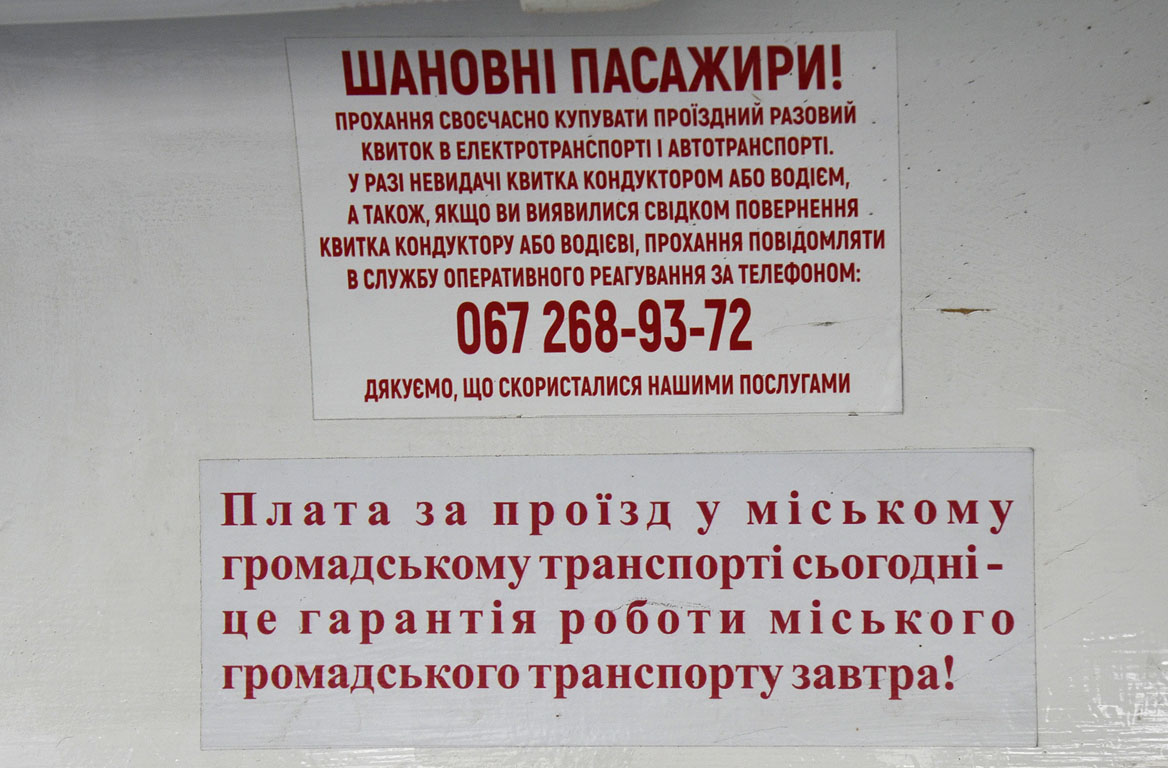 ШАНОВНІ ПАСАЖИРИ!
ПРОХАННЯ СВОЄЧАСНО КУПУВАТИ ПРОЇЗДНИЙ РАЗОВИЙ
КВИТОК В ЕЛЕКТРОТРАНСПОРТІ І АВТОТРАНСПОРТІ.
У РАЗІ НЕВИДАЧІ КВИТКА КОНДУКТОРОМ АБО ВОДІЄМ,
А ТАКОЖ, ЯКЩО ВИ ВИЯВИЛИСЯ СВІДКОМ ПОВЕРНЕННЯ
КВИТКА КОНДУКТОРУ АБО ВОДІЄВІ, ПРОХАННЯ ПОВІДОМЛЯТИ
В СЛУЖБУ ОПЕРАТИВНОГО РЕАГУВАННЯ ЗА ТЕЛЕФОНОМ:
067 268-93-72
ДЯКУЄМО, ЩО СКОРИСТАЛИСЯ НАШИМИ ПОСЛУГАМИ
Плата за проїзд у міському
громадському транспорті сьогодні -
це гарантія роботи міського
громадського транспорту завтра!